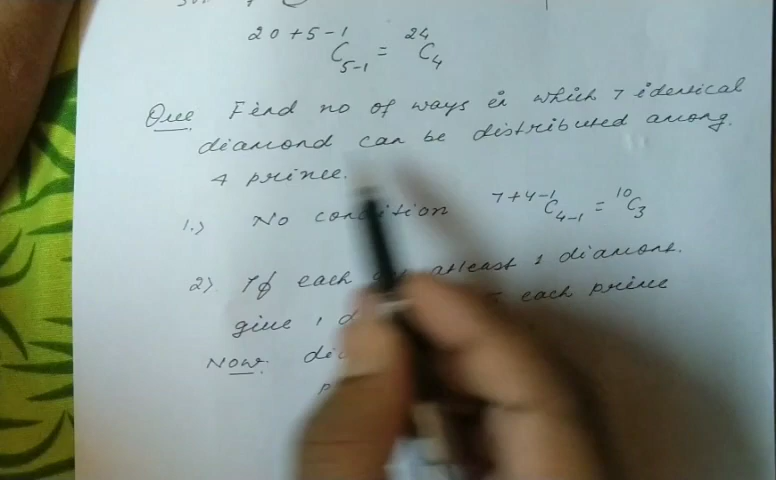 20+5-1C5-1 = 24C4
Que Find no of ways in which 7 identical
diamond can be distributed among
4 prince.
1.) No condition 7+4-1C4-1 = 10C3
2). If each atleast 1 diamond.
give 1 d each prince
Now. di